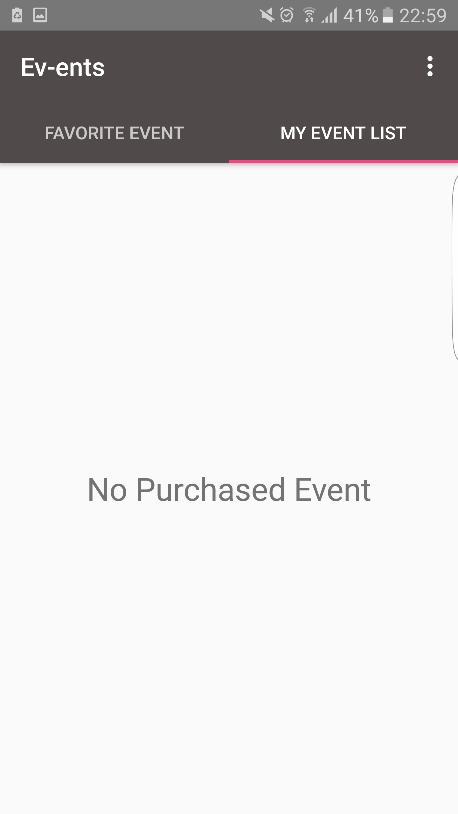 41% 22:59
Ev-ents
FAVORITE EVENT MY EVENT LIST
No Purchased Event